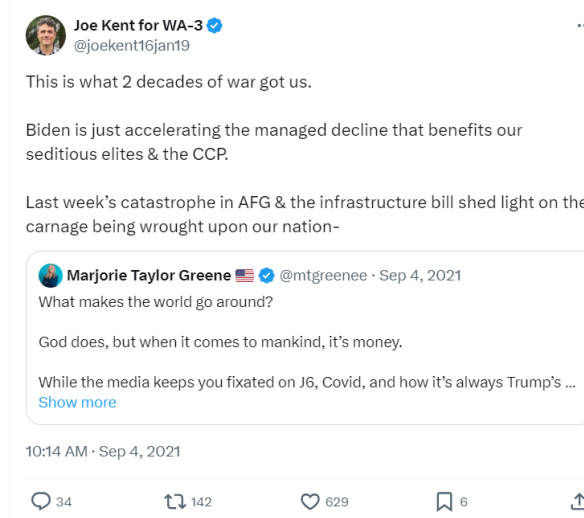 Joe Kent for WA-3
@joekent16jan19
This is what 2 decades of war got us.
Biden is just accelerating the managed decline that benefits our
seditious elites & the CCP.
Last week’s catastrophe in AFG & the infrastructure bill shed light on the
carnage being wrought upon our nation-
Marjorie Taylor Greene 🇺🇸 @mtgreenee · Sep 4, 2021
What makes the world go around?
God does, but when it comes to mankind, it’s money.
While the media keeps you fixated on J6, Covid, and how it’s always Trump’s ...
Show more
10:14 AM · Sep 4, 2021
34 142 629 6